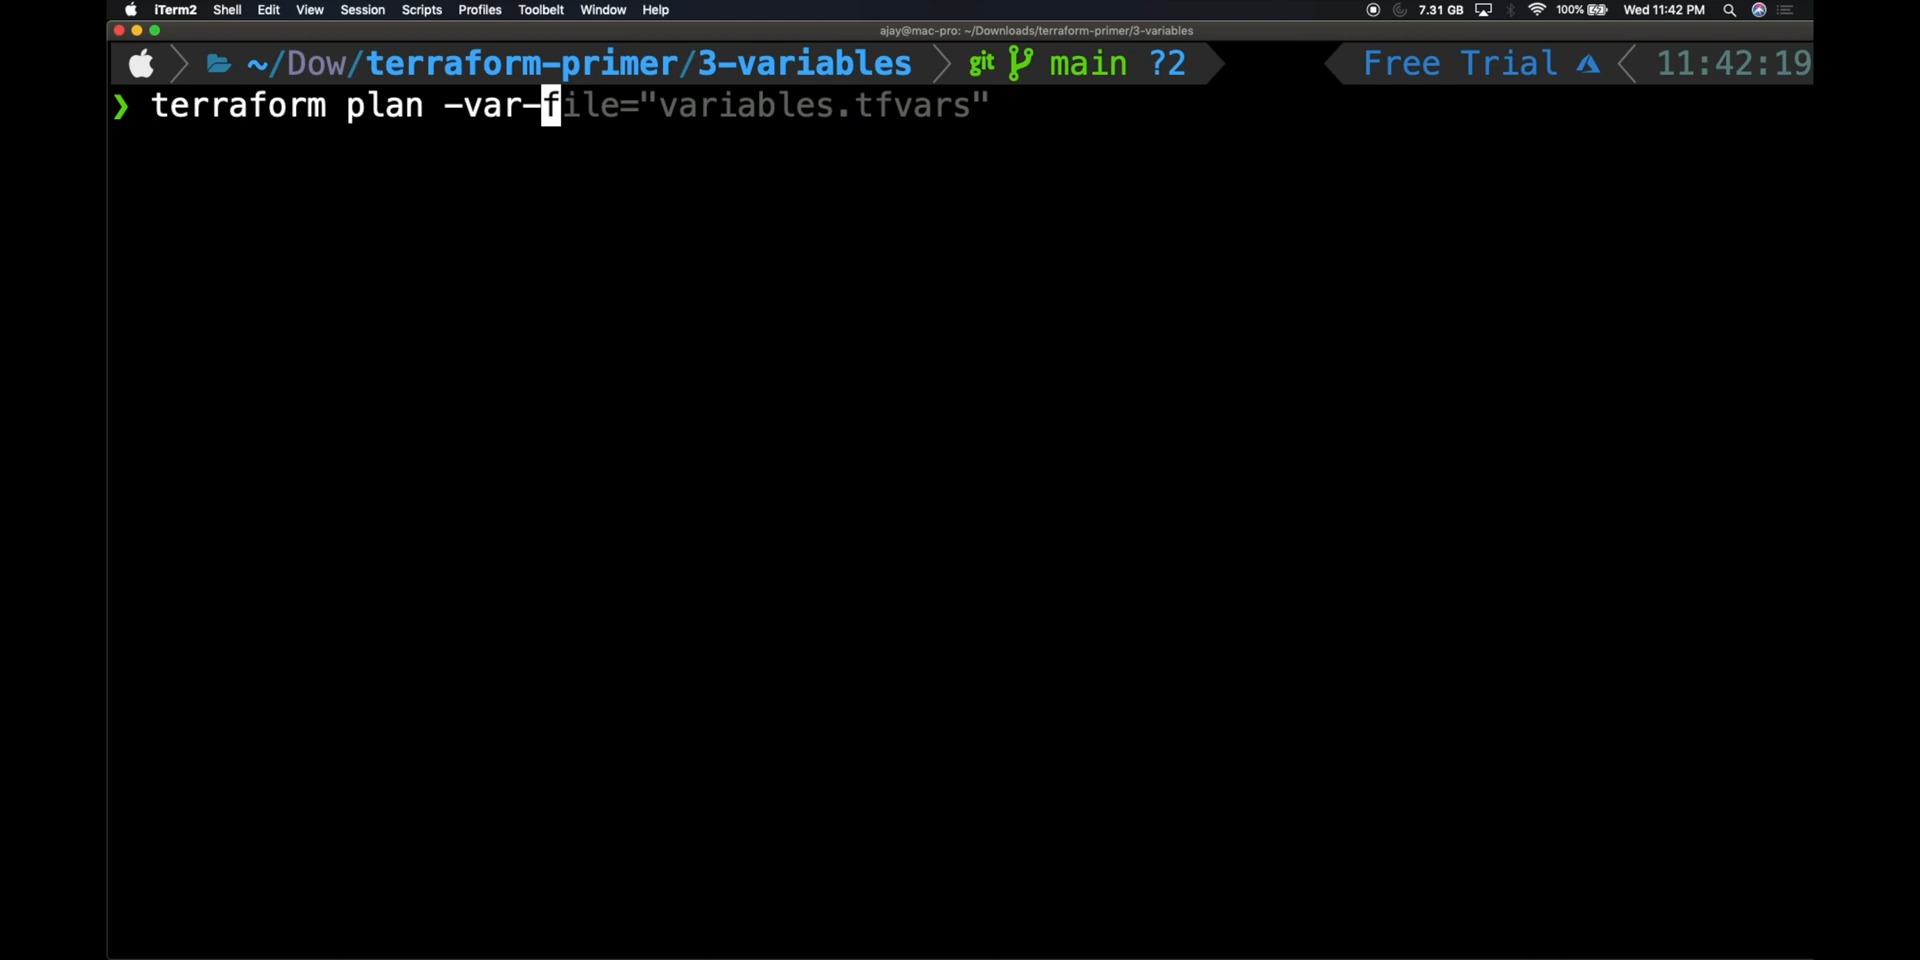 iTerm2 Shell Edit View Session Scripts Profiles Toolbelt Window Help 7.31 GB 100% Wed 11:42 PM
ajay@mac-pro: ~/Downloads/terraform-primer/3-variables
~/Dow/terraform-primer/3-variables git main ?2 Free Trial 11:42:19
❯ terraform plan -var-file="variables.tfvars"